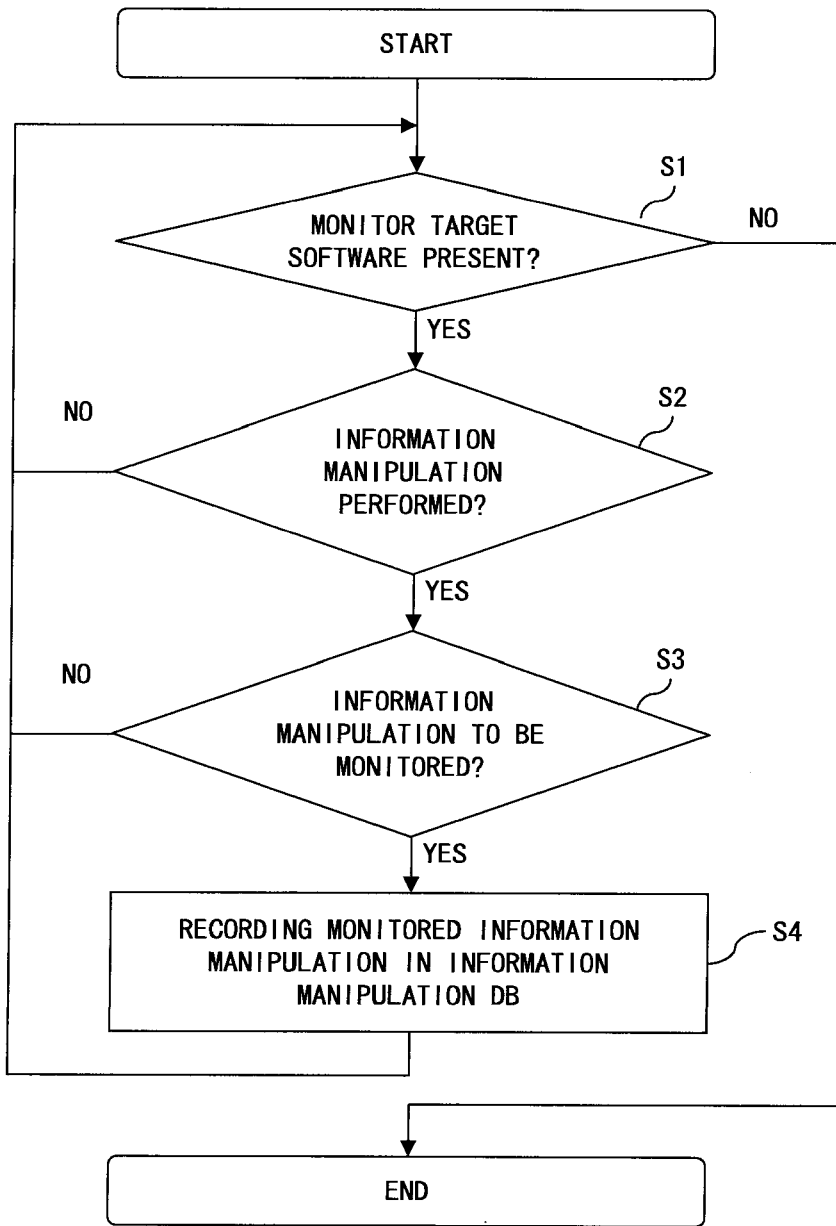 START
S1
MONITOR TARGET
SOFTWARE PRESENT?
NO
YES
S2
NO
INFORMATION
MANIPULATION
PERFORMED?
YES
S3
NO
INFORMATION
MANIPULATION TO BE
MONITORED?
YES
RECORDING MONITORED INFORMATION
MANIPULATION IN INFORMATION
MANIPULATION DB
S4
END